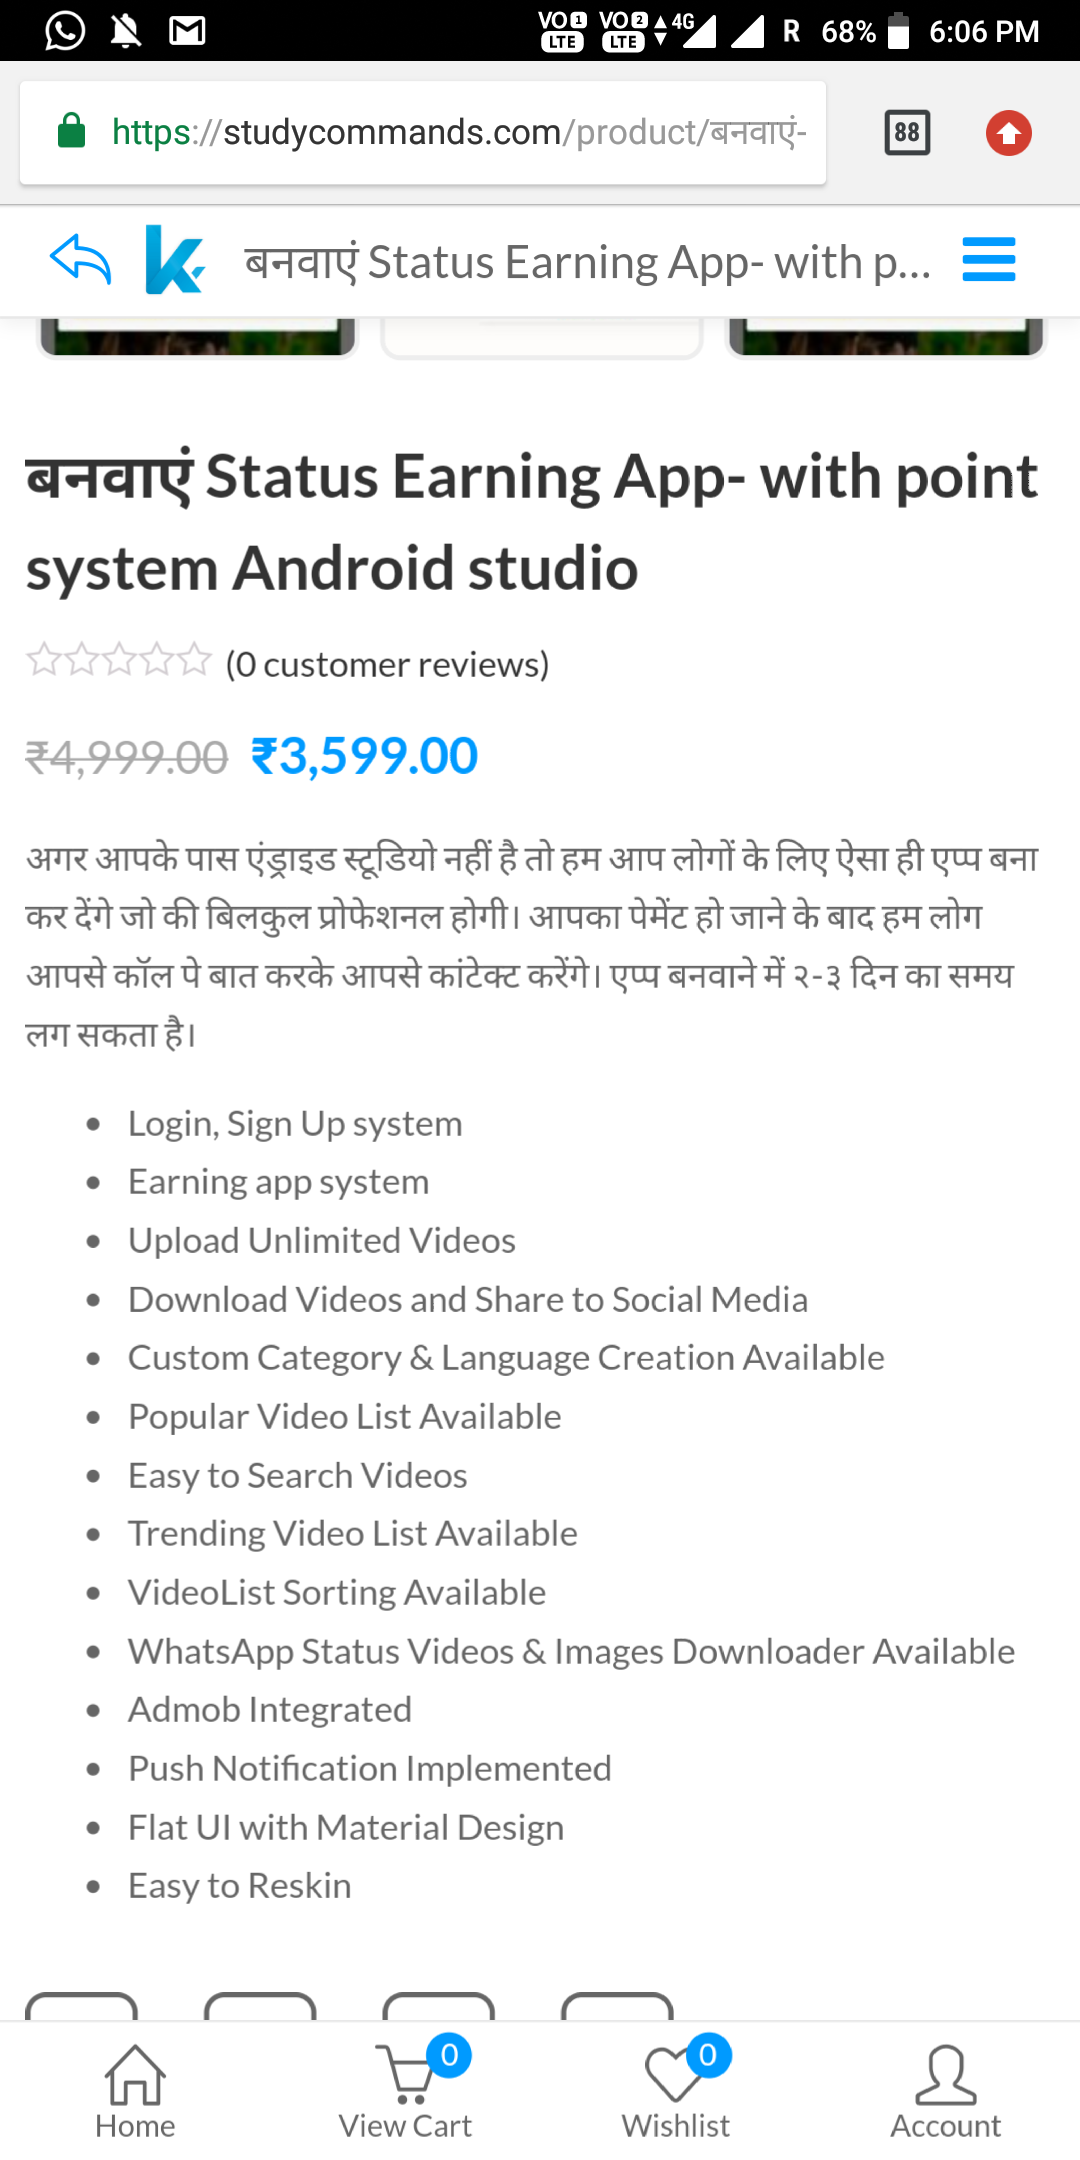 VO 1 LTE VO 2 LTE 4G R 68% 6:06 PM
https://studycommands.com/product/बनवाएं-
88
k बनवाएं Status Earning App- with p...
बनवाएं Status Earning App- with point
system Android studio
(0 customer reviews)
₹4,999.00 ₹3,599.00
अगर आपके पास एंड्राइड स्टूडियो नहीं है तो हम आप लोगों के लिए ऐसा ही एप्प बना
कर देंगे जो की बिलकुल प्रोफेशनल होगी। आपका पेमेंट हो जाने के बाद हम लोग
आपसे कॉल पे बात करके आपसे कांटेक्ट करेंगे। एप्प बनवाने में २-३ दिन का समय
लग सकता है।
• Login, Sign Up system
• Earning app system
• Upload Unlimited Videos
• Download Videos and Share to Social Media
• Custom Category & Language Creation Available
• Popular Video List Available
• Easy to Search Videos
• Trending Video List Available
• VideoList Sorting Available
• WhatsApp Status Videos & Images Downloader Available
• Admob Integrated
• Push Notification Implemented
• Flat UI with Material Design
• Easy to Reskin
0 0
Home View Cart Wishlist Account